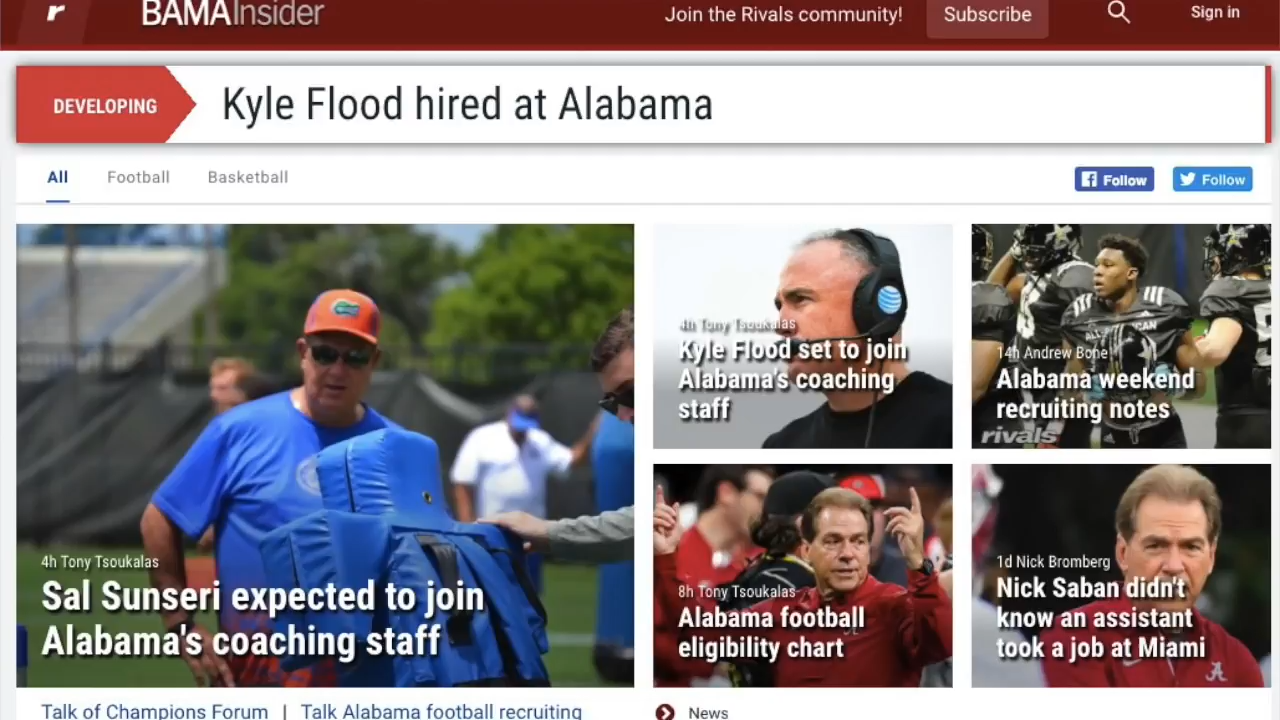 r BAMAInsider Join the Rivals community! Subscribe Sign in
DEVELOPING Kyle Flood hired at Alabama
All Football Basketball Follow Follow
4h Tony Tsoukalas
Sal Sunseri expected to join
Alabama's coaching staff
4h Tony Tsoukalas
Kyle Flood set to join
Alabama's coaching
staff
14h Andrew Bone
Alabama weekend
recruiting notes
rivals
8h Tony Tsoukalas
Alabama football
eligibility chart
1d Nick Bromberg
Nick Saban didn't
know an assistant
took a job at Miami
Talk of Champions Forum | Talk Alabama football recruiting
News